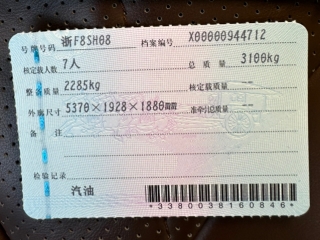 号牌号码 浙F8SH08 档案编号 X00000944712
核定载人数 7人 总质量 3100kg
整备质量 2285kg 核定载质量 --
外廓尺寸 5370×1928×1880mm 准牵引总质量 --
备注
检验记录
汽油
*3380038160846*